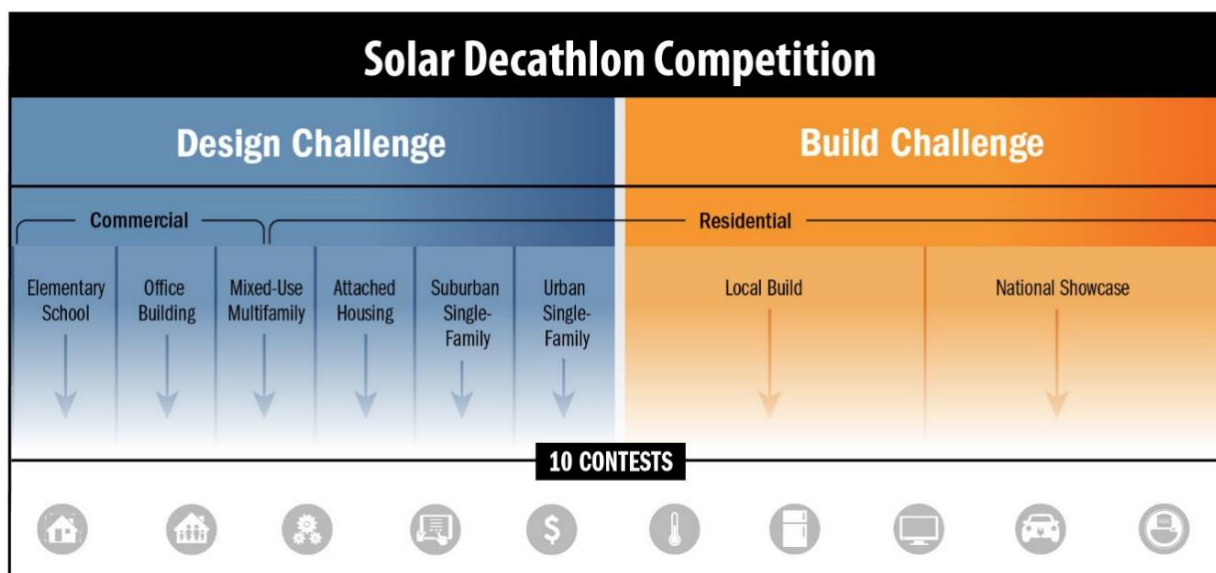 Solar Decathlon Competition
Design Challenge
Build Challenge
Commercial
Residential
Elementary
School
Office
Building
Mixed-Use
Multifamily
Attached
Housing
Suburban
Single-
Family
Urban
Single-
Family
Local Build
National Showcase
10 CONTESTS
$